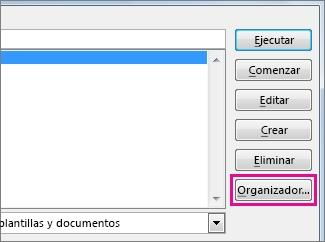 Ejecutar
Comenzar
Editar
Crear
Eliminar
Organizador...
plantillas y documentos